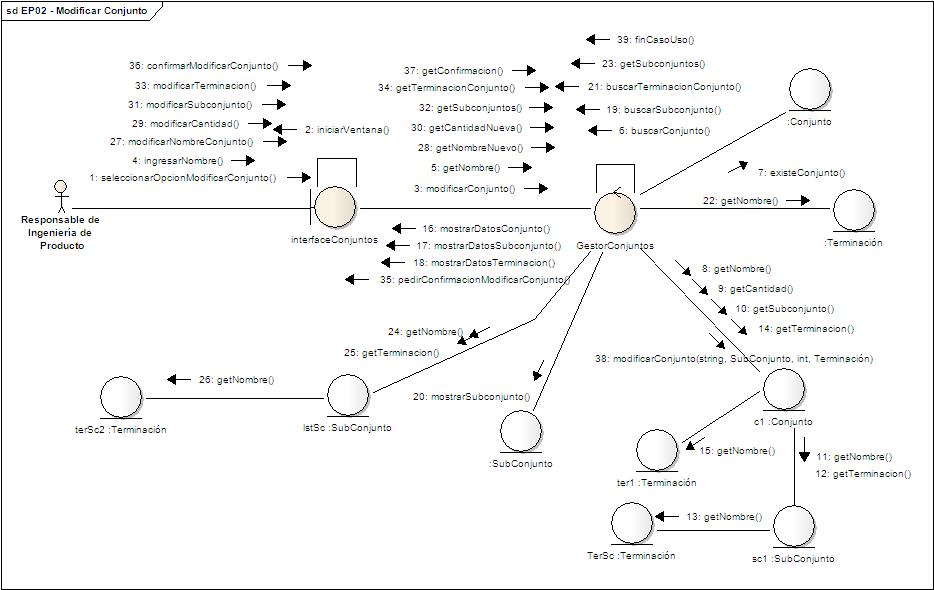 sd EP02 - Modificar Conjunto
39: finCasoUso()
36: confirmarModificarConjunto()
37: getConfirmacion()
23: getSubconjuntos()
33: modificarTerminacion()
34: getTerminacionConjunto()
21: buscarTerminacionConjunto()
31: modificarSubconjunto()
32: getSubconjuntos()
19: buscarSubconjunto()
29: modificarCantidad()
2: iniciarVentana()
30: getCantidadNueva()
6: buscarConjunto()
:Conjunto
27: modificarNombreConjunto()
28: getNombreNuevo()
4: ingresarNombre()
5: getNombre()
7: existeConjunto()
1: seleccionarOpcionModificarConjunto()
3: modificarConjunto()
22: getNombre()
Responsable de
Ingeniería de
Producto
interfaceConjuntos
GestorConjuntos
:Terminación
16: mostrarDatosConjunto()
17: mostrarDatosSubconjunto()
18: mostrarDatosTerminacion()
35: pedirConfirmacionModificarConjunto()
8: getNombre()
9: getCantidad()
10: getSubconjunto()
14: getTerminacion()
24: getNombre()
25: getTerminacion()
38: modificarConjunto(string, SubConjunto, int, Terminación)
26: getNombre()
20: mostrarSubconjunto()
terSc2 :Terminación
lstSc :SubConjunto
c1 :Conjunto
:SubConjunto
15: getNombre()
11: getNombre()
12: getTerminacion()
ter1 :Terminación
13: getNombre()
TerSc :Terminación
sc1 :SubConjunto